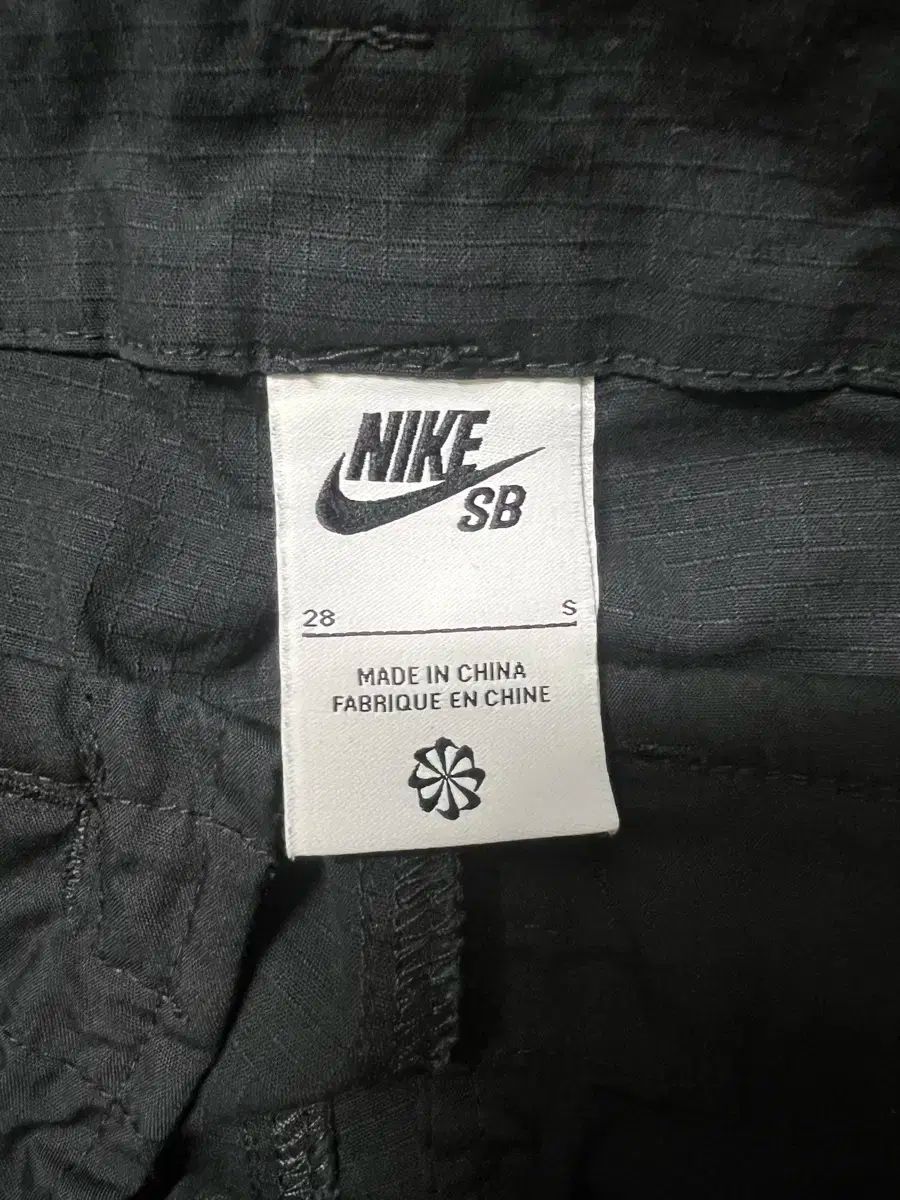 NIKE
SB
28 S
MADE IN CHINA
FABRIQUE EN CHINE